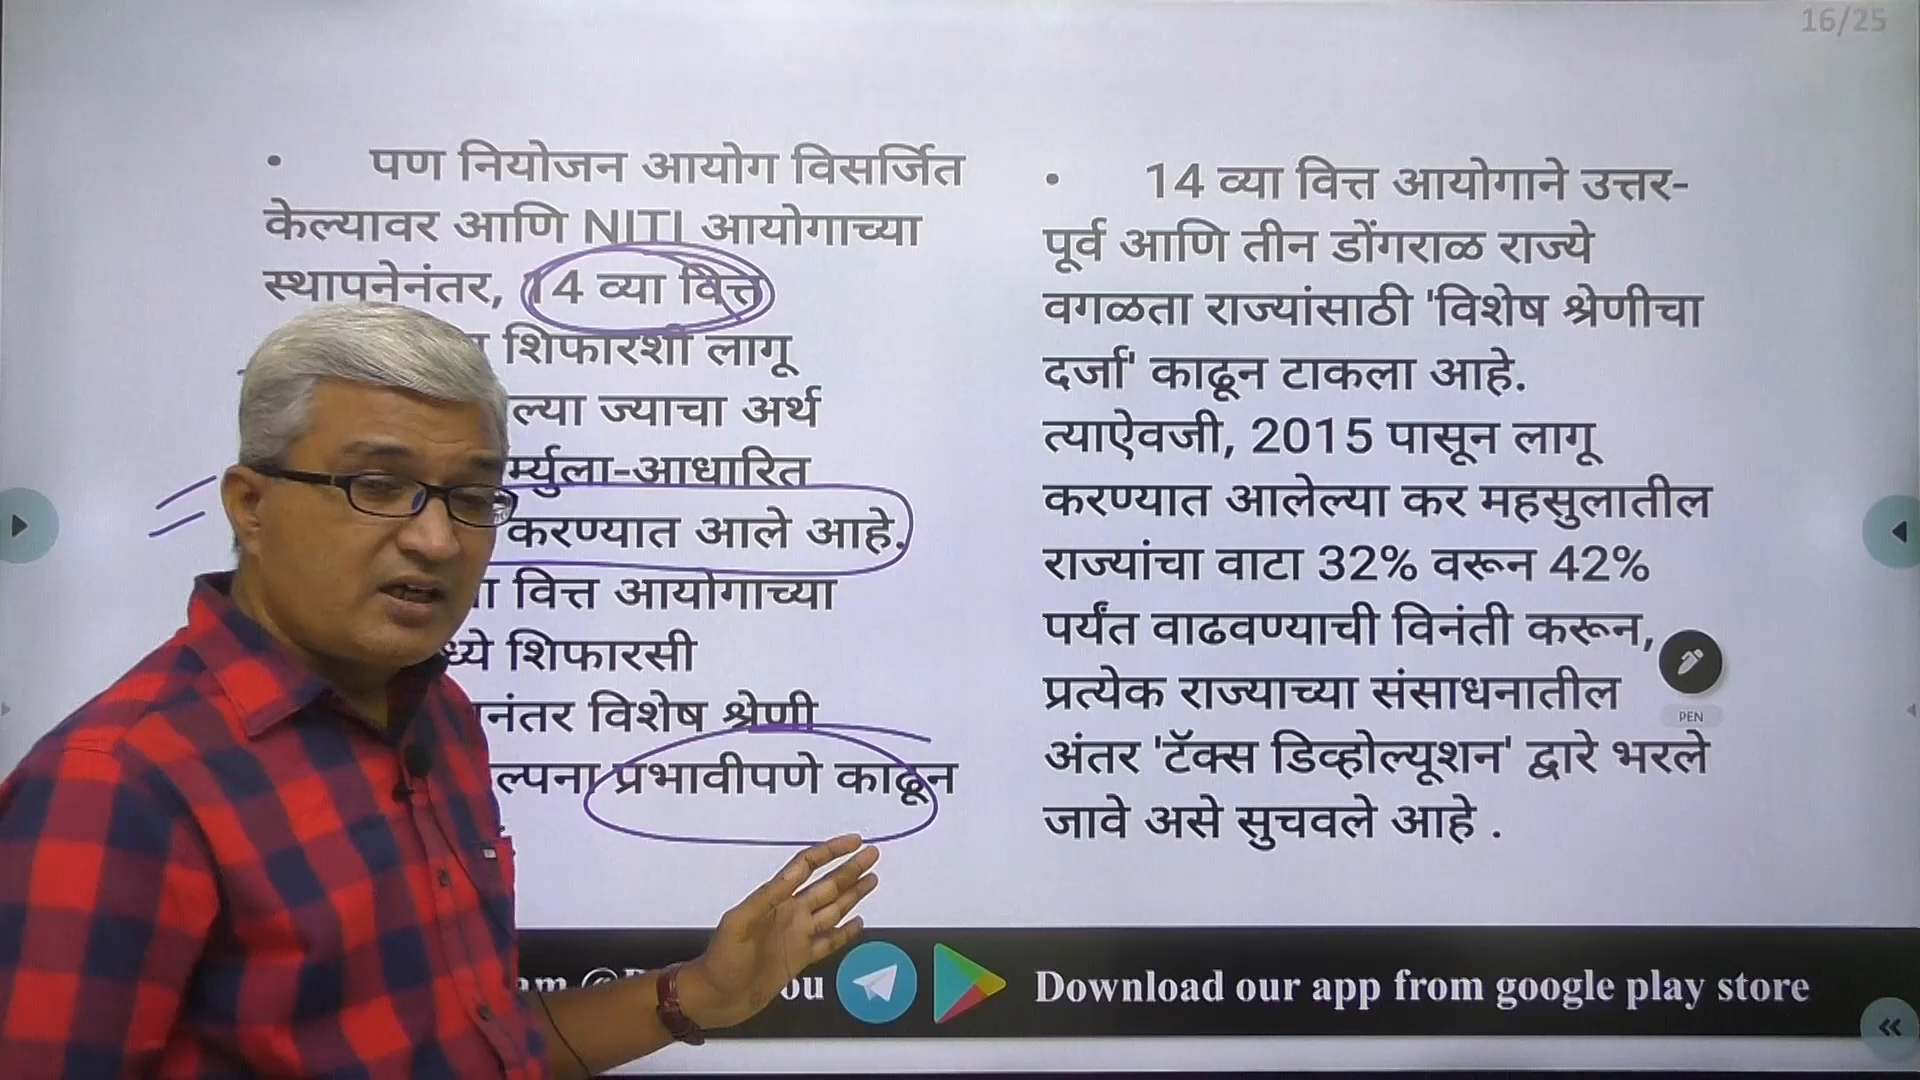 16/25
• पण नियोजन आयोग विसर्जित
केल्यावर आणि NITI आयोगाच्या
स्थापनेनंतर, 14 व्या वित्त
शिफारशी लागू
ल्या ज्याचा अर्थ
र्म्युला-आधारित
करण्यात आले आहे.
वित्त आयोगाच्या
ध्ये शिफारसी
नंतर विशेष श्रेणी
ल्पना प्रभावीपणे काढून
• 14 व्या वित्त आयोगाने उत्तर-
पूर्व आणि तीन डोंगराळ राज्ये
वगळता राज्यांसाठी 'विशेष श्रेणीचा
दर्जा' काढून टाकला आहे.
त्याऐवजी, 2015 पासून लागू
करण्यात आलेल्या कर महसुलातील
राज्यांचा वाटा 32% वरून 42%
पर्यंत वाढवण्याची विनंती करून,
प्रत्येक राज्याच्या संसाधनातील
अंतर 'टॅक्स डिव्होल्यूशन' द्वारे भरले
जावे असे सुचवले आहे .
PEN
am @ ou Download our app from google play store